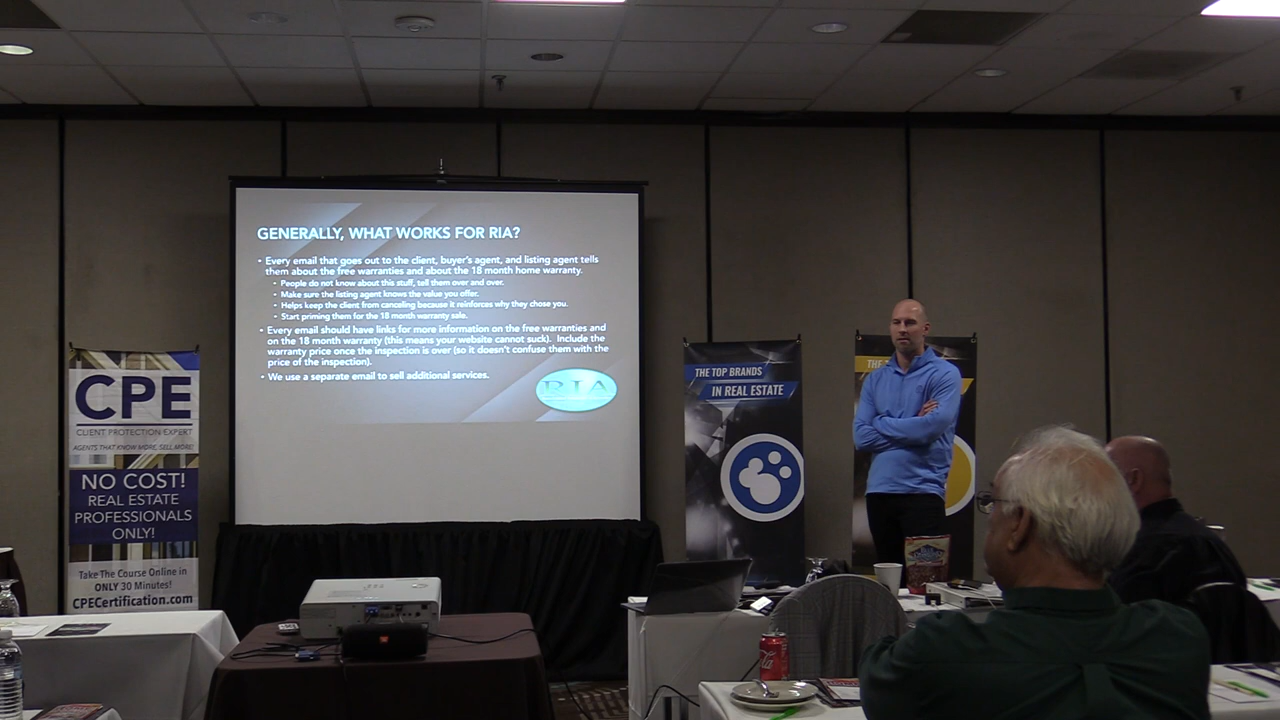 GENERALLY, WHAT WORKS FOR RIA?
• Every email that goes out to the client, buyer's agent, and listing agent tells
them about the free warranties and about the 18 month home warranty.
• People do not know about this stuff, tell them over and over.
• Make sure the listing agent knows the value you offer.
• Helps keep the client from canceling because it reinforces why they chose you.
• Start priming them for the 18 month warranty sale.
• Every email should have links for more information on the free warranties and
on the 18 month warranty (this means your website cannot suck). Include the
warranty price once the inspection is over (so it doesn't confuse them with the
price of the inspection).
• We use a separate email to sell additional services.
RIA
CPE
CLIENT PROTECTION EXPERT
AGENTS THAT KNOW MORE, SELL MORE!
NO COST!
REAL ESTATE
PROFESSIONALS
ONLY!
Take The Course Online in
ONLY 30 Minutes!
CPECertification.com
THE TOP BRANDS
IN REAL ESTATE
THE